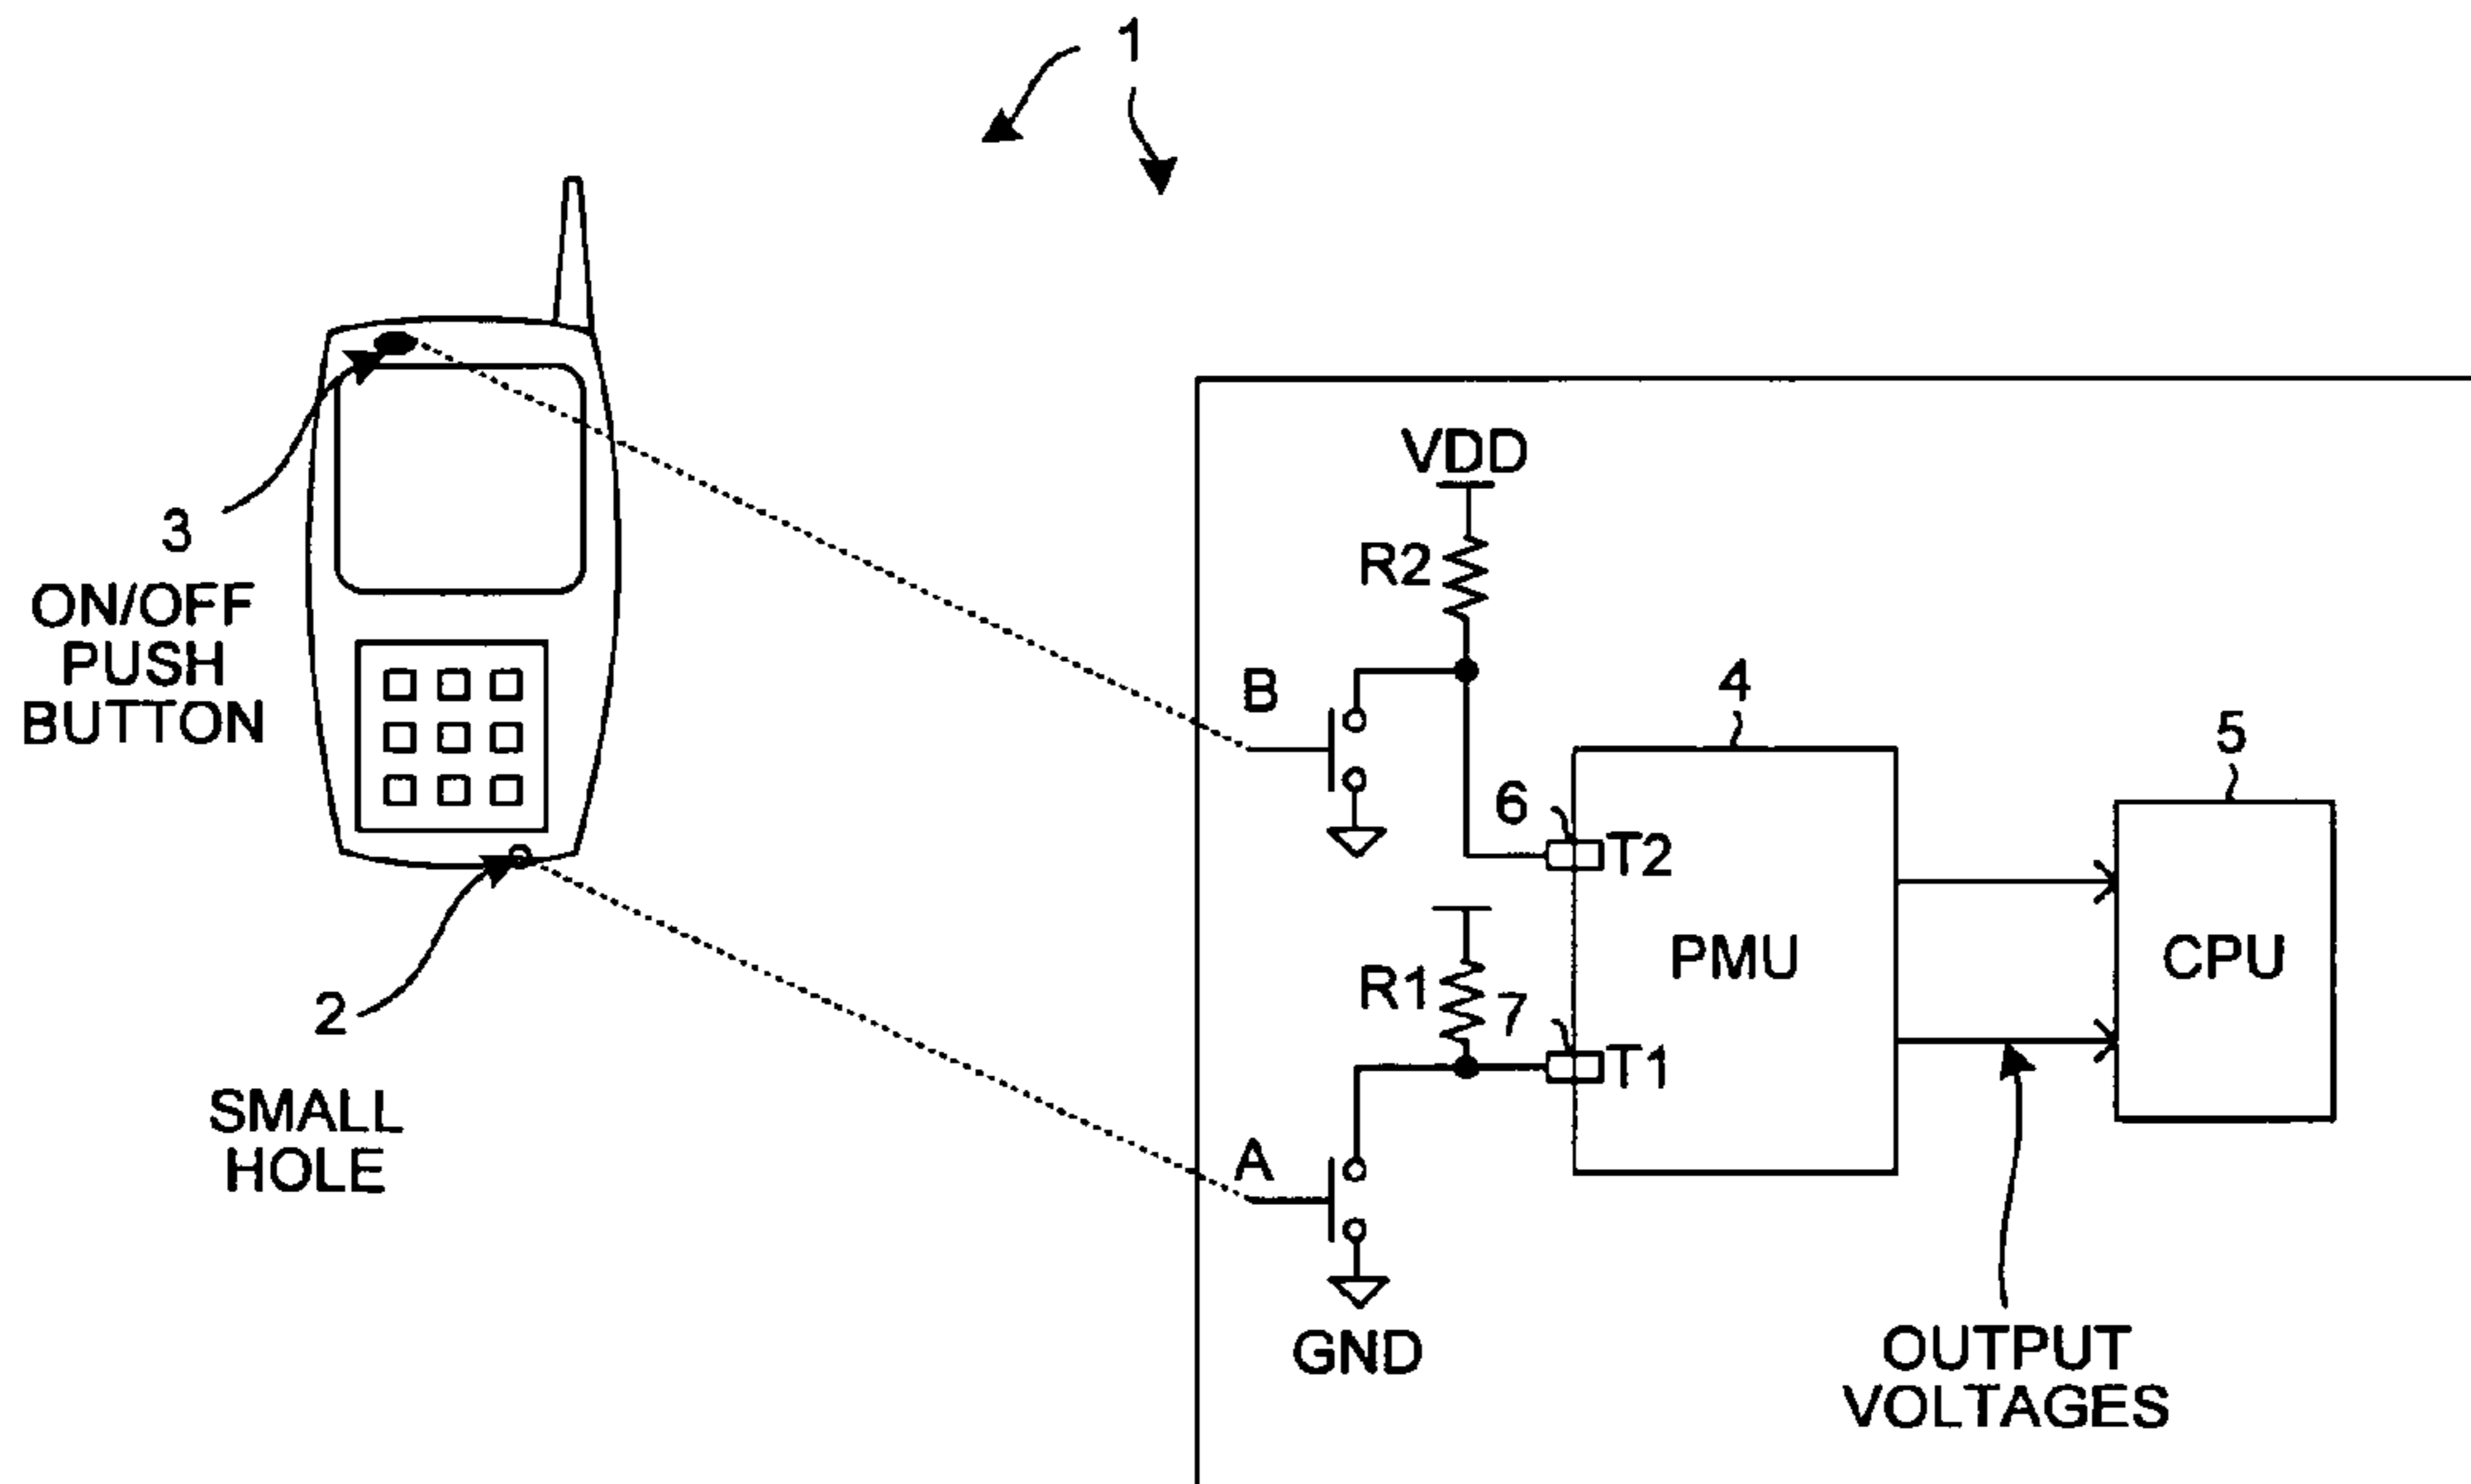 1
3
ON/OFF
PUSH
BUTTON
2
SMALL
HOLE
VDD
R2
B
4
5
6
T2
PMU
CPU
R1
7
T1
A
GND
OUTPUT
VOLTAGES